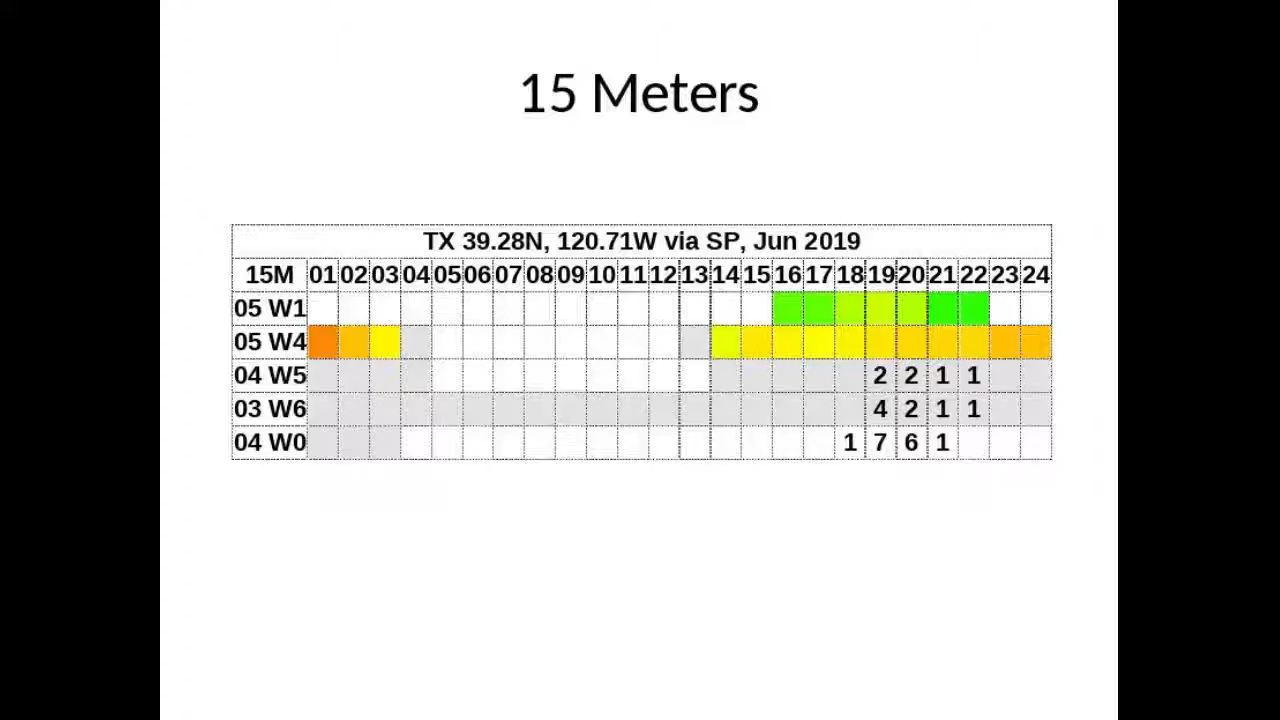 15 Meters
TX 39.28N, 120.71W via SP, Jun 2019
15M 01 02 03 04 05 06 07 08 09 10 11 12 13 14 15 16 17 18 19 20 21 22 23 24
05 W1
05 W4
04 W5 2 2 1 1
03 W6 4 2 1 1
04 W0 1 7 6 1